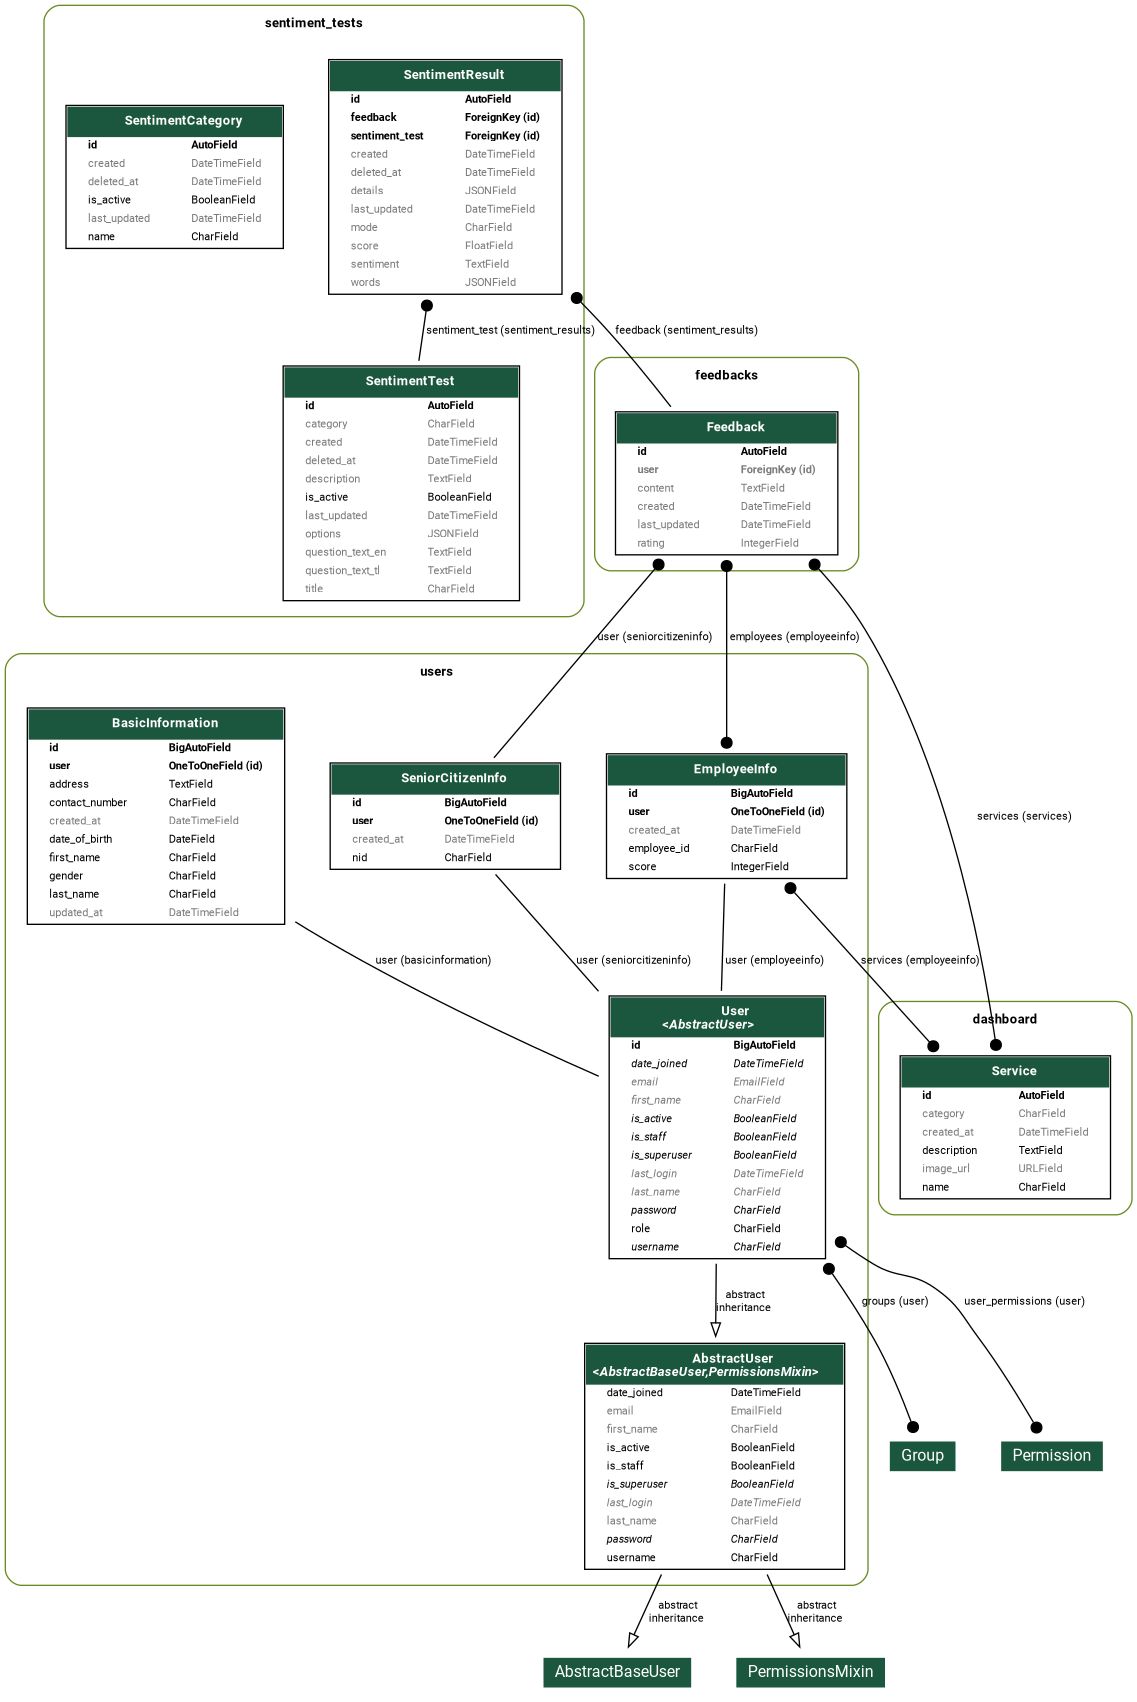 sentiment_tests
SentimentResult
id AutoField
feedback ForeignKey (id)
sentiment_test ForeignKey (id)
created DateTimeField
deleted_at DateTimeField
details JSONField
last_updated DateTimeField
mode CharField
score FloatField
sentiment TextField
words JSONField
SentimentCategory
id AutoField
created DateTimeField
deleted_at DateTimeField
is_active BooleanField
last_updated DateTimeField
name CharField
sentiment_test (sentiment_results)
feedback (sentiment_results)
SentimentTest
id AutoField
category CharField
created DateTimeField
deleted_at DateTimeField
description TextField
is_active BooleanField
last_updated DateTimeField
options JSONField
question_text_en TextField
question_text_tl TextField
title CharField
feedbacks
Feedback
id AutoField
user ForeignKey (id)
content TextField
created DateTimeField
last_updated DateTimeField
rating IntegerField
user (seniorcitizeninfo)
employees (employeeinfo)
services (services)
users
BasicInformation
id BigAutoField
user OneToOneField (id)
address TextField
contact_number CharField
created_at DateTimeField
date_of_birth DateField
first_name CharField
gender CharField
last_name CharField
updated_at DateTimeField
SeniorCitizenInfo
id BigAutoField
user OneToOneField (id)
created_at DateTimeField
nid CharField
EmployeeInfo
id BigAutoField
user OneToOneField (id)
created_at DateTimeField
employee_id CharField
score IntegerField
user (basicinformation)
user (seniorcitizeninfo)
user (employeeinfo)
services (employeeinfo)
User
<AbstractUser>
id BigAutoField
date_joined DateTimeField
email EmailField
first_name CharField
is_active BooleanField
is_staff BooleanField
is_superuser BooleanField
last_login DateTimeField
last_name CharField
password CharField
role CharField
username CharField
dashboard
Service
id AutoField
category CharField
created_at DateTimeField
description TextField
image_url URLField
name CharField
abstract
inheritance
groups (user)
user_permissions (user)
AbstractUser
<AbstractBaseUser,PermissionsMixin>
date_joined DateTimeField
email EmailField
first_name CharField
is_active BooleanField
is_staff BooleanField
is_superuser BooleanField
last_login DateTimeField
last_name CharField
password CharField
username CharField
Group
Permission
abstract
inheritance
abstract
inheritance
AbstractBaseUser
PermissionsMixin